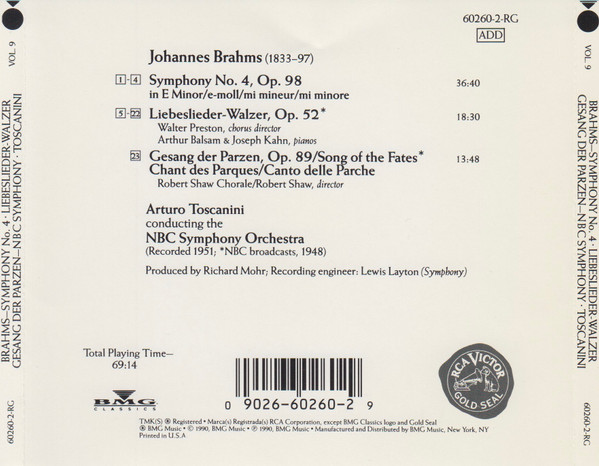 60260-2-RG
ADD
Johannes Brahms (1833–97)
1-4 Symphony No. 4, Op. 98 36:40
in E Minor/e-moll/mi mineur/mi minore
5-22 Liebeslieder-Walzer, Op. 52* 18:30
Walter Preston, chorus director
Arthur Balsam & Joseph Kahn, pianos
23 Gesang der Parzen, Op. 89/Song of the Fates* 13:48
Chant des Parques/Canto delle Parche
Robert Shaw Chorale/Robert Shaw, director
Arturo Toscanini
conducting the
NBC Symphony Orchestra
(Recorded 1951; *NBC broadcasts, 1948)
Produced by Richard Mohr; Recording engineer: Lewis Layton (Symphony)
Total Playing Time—
69:14
BMG
CLASSICS
0 9026-60260-2 9
RCA VICTOR
GOLD SEAL
TMK(S) ® Registered • Marca(s) Registrada(s) RCA Corporation, except BMG Classics logo and Gold Seal
® BMG Music • © 1990, BMG Music • ℗ 1990, BMG Music • Manufactured and Distributed by BMG Music, New York, NY
Printed in U.S.A
VOL. 9
BRAHMS—SYMPHONY No. 4 · LIEBESLIEDER-WALZER
GESANG DER PARZEN—NBC SYMPHONY · TOSCANINI
60260-2-RG
VOL. 9
BRAHMS—SYMPHONY No. 4 · LIEBESLIEDER-WALZER
GESANG DER PARZEN—NBC SYMPHONY · TOSCANINI
60260-2-RG